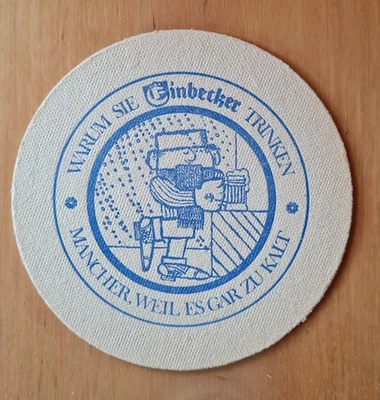 WARUM SIE Einbecker TRINKEN
MANCHER, WEIL ES GAR ZU KALT